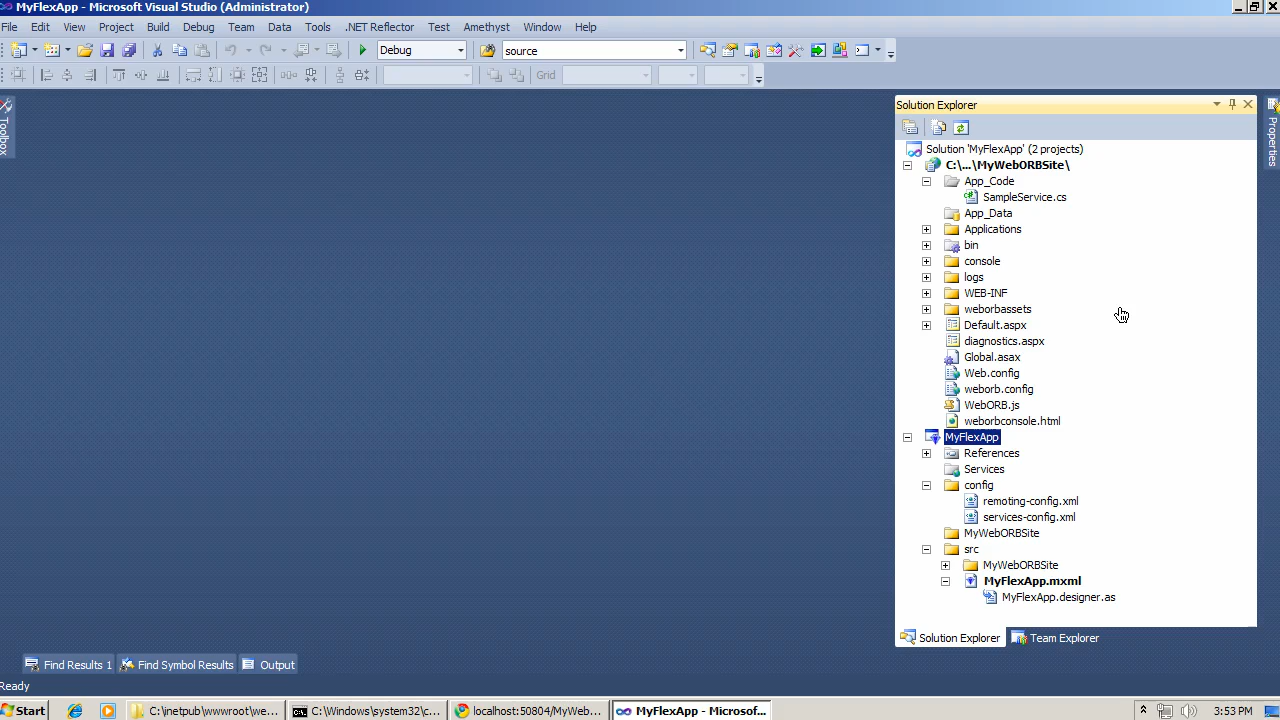 MyFlexApp - Microsoft Visual Studio (Administrator)
File Edit View Project Build Debug Team Data Tools .NET Reflector Test Amethyst Window Help
Debug source
Grid
Toolbox
Solution Explorer
Properties
Solution 'MyFlexApp' (2 projects)
C:\...\MyWebORBSite\
App_Code
SampleService.cs
App_Data
Applications
bin
console
logs
WEB-INF
weborbassets
Default.aspx
diagnostics.aspx
Global.asax
Web.config
weborb.config
WebORB.js
weborbconsole.html
MyFlexApp
References
Services
config
remoting-config.xml
services-config.xml
MyWebORBSite
src
MyWebORBSite
MyFlexApp.mxml
MyFlexApp.designer.as
Solution Explorer Team Explorer
Find Results 1 Find Symbol Results Output
Ready
Start C:\inetpub\wwwroot\we... C:\Windows\system32\c... localhost:50804/MyWeb... MyFlexApp - Microsof... 3:53 PM